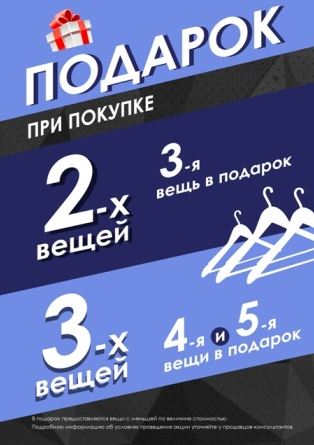 ПОДАРОК
ПРИ ПОКУПКЕ
2-х
вещей
3-я
вещь в подарок
3-х
вещей
4-я и 5-я
вещи в подарок
В подарок предоставляются вещи с меньшей по величине стоимостью.
Подробную информацию об условиях проведения акции уточняйте у продавцов-консультантов.